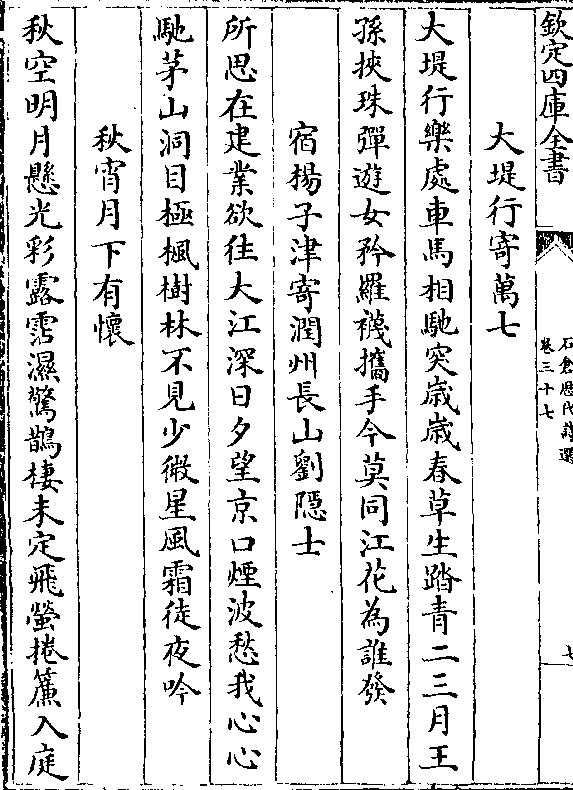 欽定四庫全書
石倉歴代詩選
卷三十七
七
大堤行寄萬七
大堤行樂處車馬相馳突歲歲春草生踏青二三月王
孫挾珠彈遊女矜羅襪攜手今莫同江花為誰發
宿揚子津寄潤州長山劉隱士
所思在建業欲往大江深日夕望京口煙波愁我心心
馳茅山洞目極楓樹林不見少微星風霜徒夜吟
秋宵月下有懷
秋空明月懸光彩露霑濕驚鵲棲未定飛螢捲簾入庭